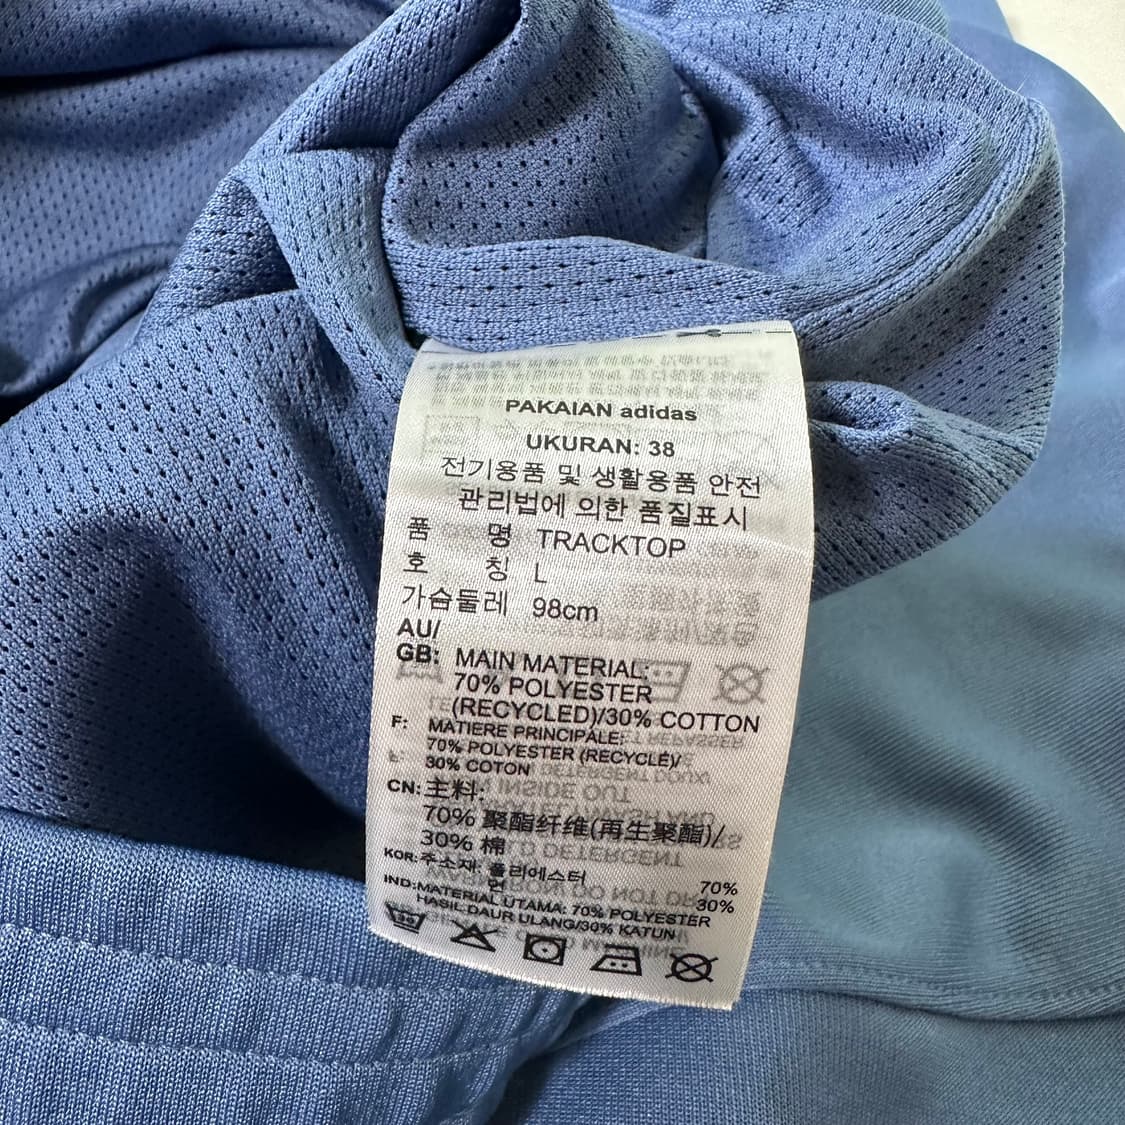 PAKAIAN adidas
UKURAN: 38
전기용품 및 생활용품 안전
관리법에 의한 품질표시
품 명 TRACKTOP
호 칭 L
가슴둘레 98cm
AU/
GB: MAIN MATERIAL:
70% POLYESTER
(RECYCLED)/30% COTTON
F: MATIERE PRINCIPALE:
70% POLYESTER (RECYCLÉ)/
30% COTON
CN: 主料:
70% 聚酯纤维(再生聚酯)/
30% 棉
KOR: 주소재: 폴리에스터 70%
면 30%
IND: MATERIAL UTAMA: 70% POLYESTER
HASIL DAUR ULANG/30% KATUN
30